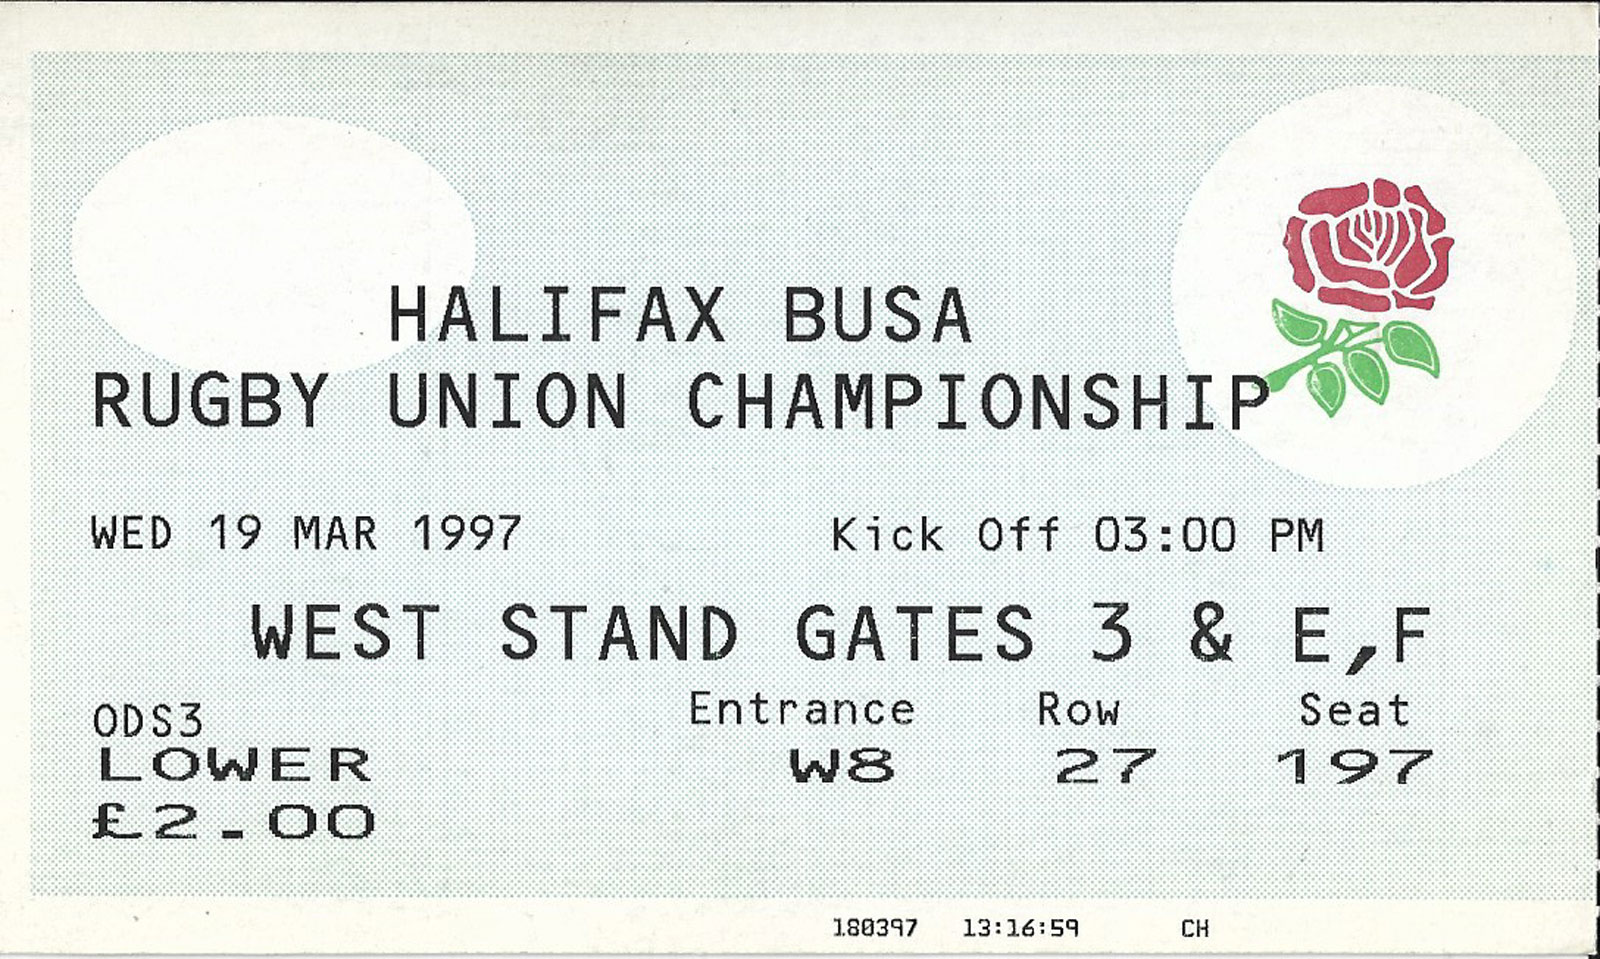 HALIFAX BUSA
RUGBY UNION CHAMPIONSHIP
WED 19 MAR 1997 Kick Off 03:00 PM
WEST STAND GATES 3 & E,F
ODS3 Entrance Row Seat
LOWER W8 27 197
£2.00
180397 13:16:59 CH